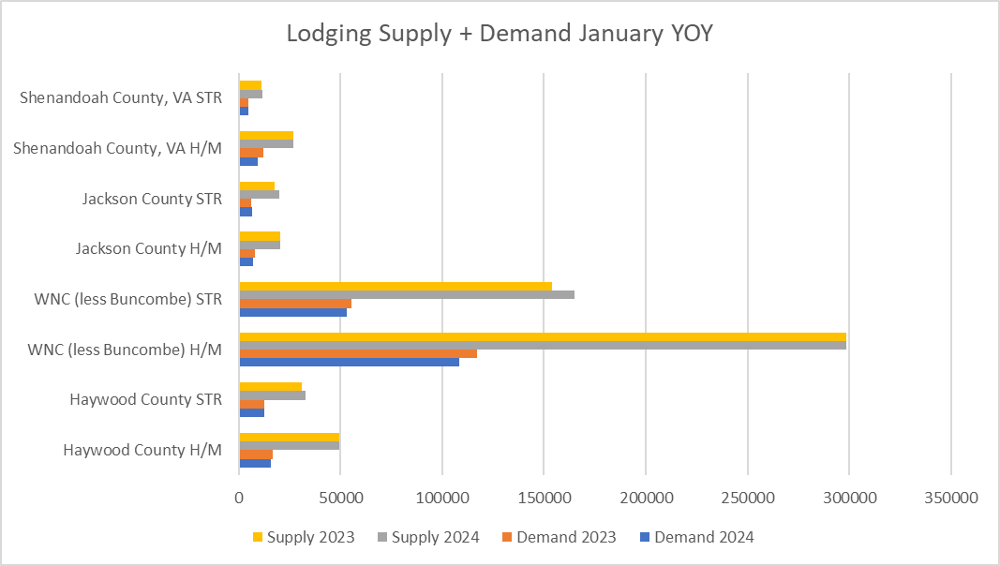 Lodging Supply + Demand January YOY
Shenandoah County, VA STR
Shenandoah County, VA H/M
Jackson County STR
Jackson County H/M
WNC (less Buncombe) STR
WNC (less Buncombe) H/M
Haywood County STR
Haywood County H/M
0 50000 100000 150000 200000 250000 300000 350000
Supply 2023 Supply 2024 Demand 2023 Demand 2024